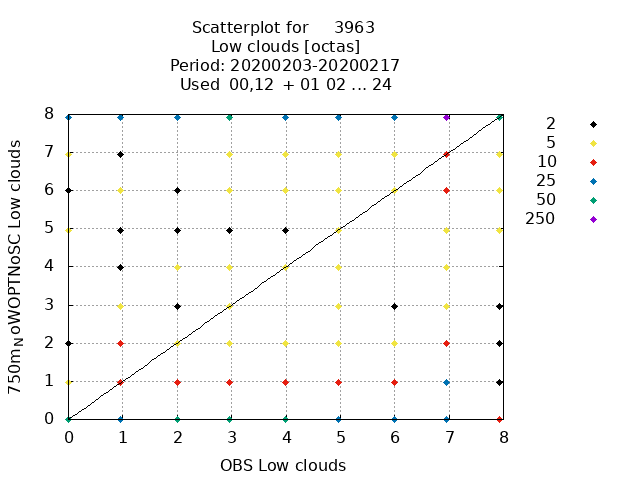 Scatterplot for 3963
Low clouds [octas]
Period: 20200203-20200217
Used 00,12 + 01 02 ... 24
750m_NoWOPTNoSC Low clouds
8
7
6
5
4
3
2
1
0
0 1 2 3 4 5 6 7 8
OBS Low clouds
2
5
10
25
50
250